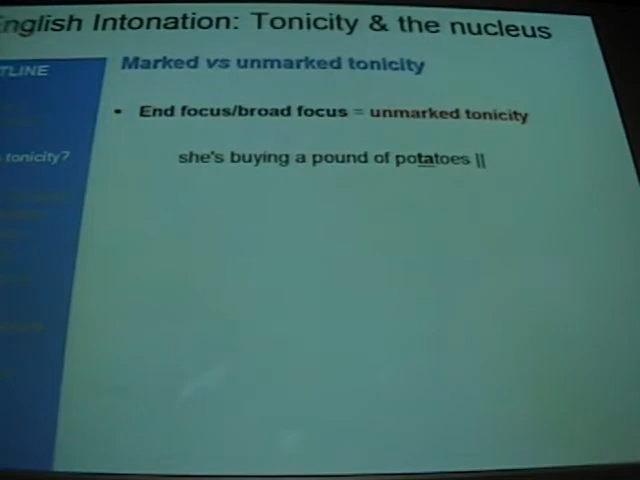 English Intonation: Tonicity & the nucleus
TLINE
Marked vs unmarked tonicity
• End focus/broad focus = unmarked tonicity
tonicity?
she's buying a pound of potatoes ||